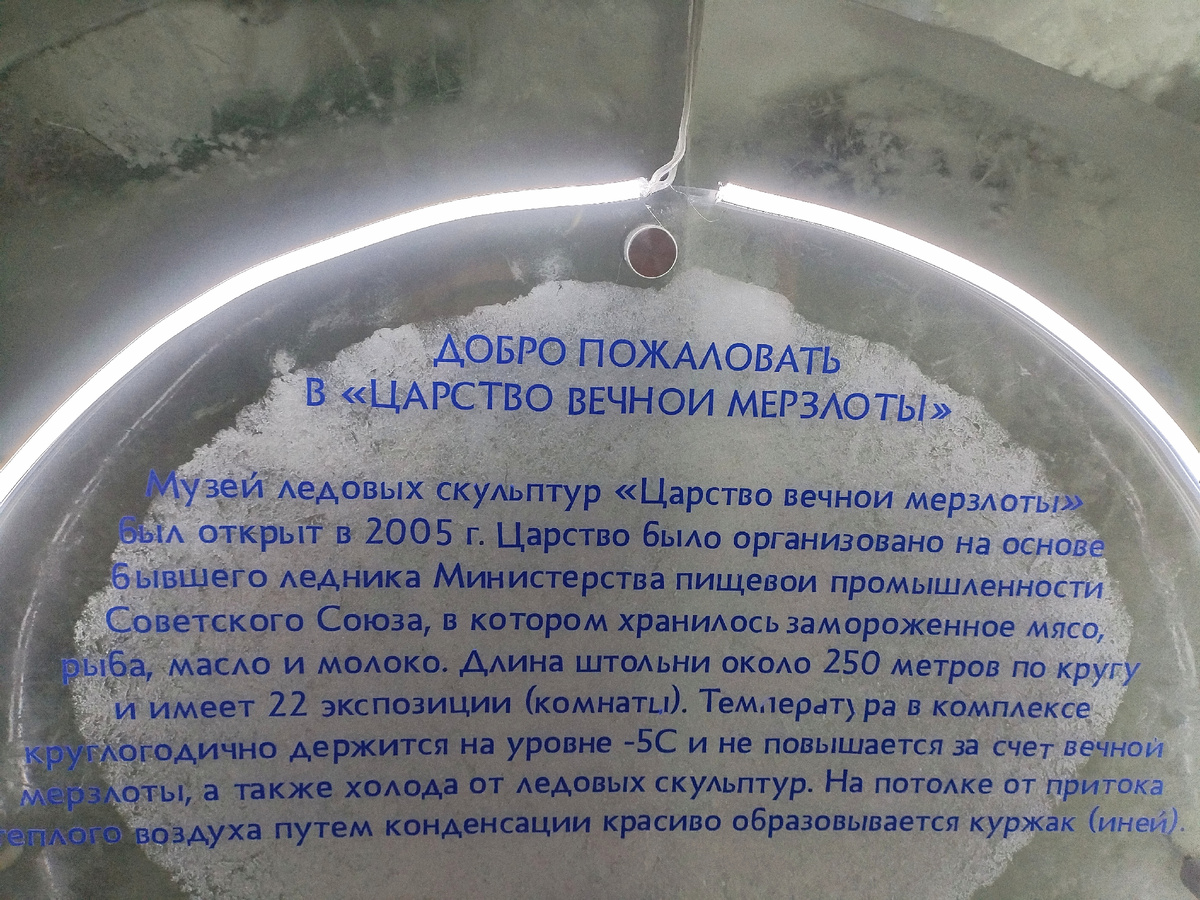 ДОБРО ПОЖАЛОВАТЬ
В «ЦАРСТВО ВЕЧНОИ МЕРЗЛОТЫ»
Музей ледовых скульптур «Царство вечнои мерзлоты»
был открыт в 2005 г. Царство было организовано на основе
бывшего ледника Министерства пищевои промышленности
Советского Союза, в котором хранилось замороженное мясо,
рыба, масло и молоко. Длина штольни около 250 метров по кругу
и имеет 22 экспозиции (комнаты). Температура в комплексе
круглогодично держится на уровне -5С и не повышается за счет вечной
мерзлоты, а также холода от ледовых скульптур. На потолке от притока
теплого воздуха путем конденсации красиво образовывается куржак (иней).